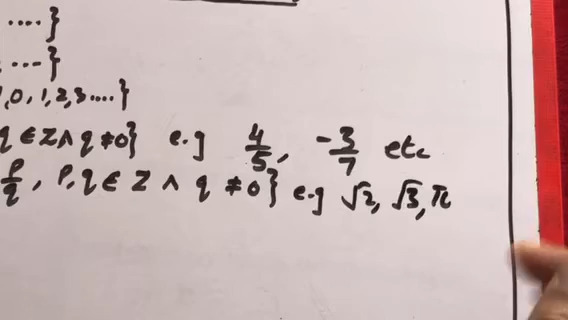 ....}
....}
,0, 1, 2, 3....}
q ∈ Z ∧ q ≠ 0} e.g 4/5, -3/7 etc
p/q, P, q ∈ Z ∧ q ≠ 0} e.g √2, √3, π